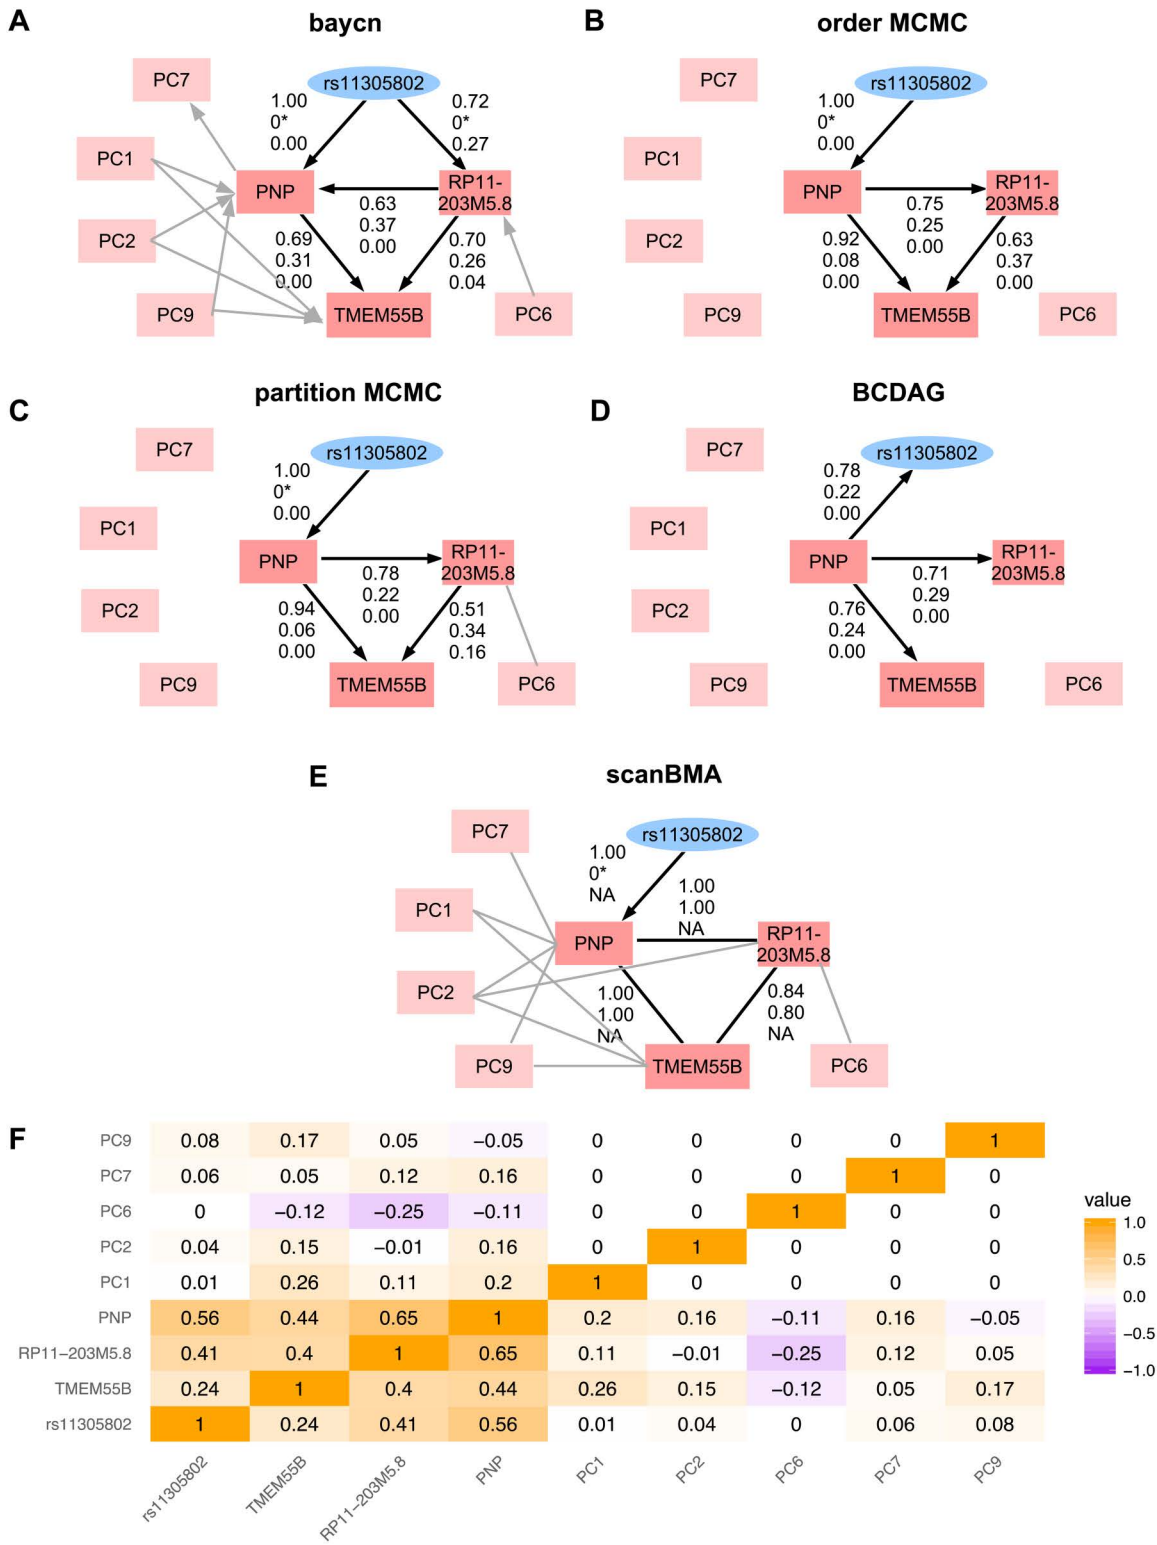 A
baycn
PC7
rs11305802
1.00
0*
0.00
0.72
0*
0.27
PC1
PNP
RP11-
203M5.8
0.63
0.37
0.00
PC2
0.69
0.31
0.00
0.70
0.26
0.04
PC9
TMEM55B
PC6
B
order MCMC
PC7
rs11305802
1.00
0*
0.00
PC1
PNP
RP11-
203M5.8
0.75
0.25
0.00
PC2
0.92
0.08
0.00
0.63
0.37
0.00
PC9
TMEM55B
PC6
C
partition MCMC
PC7
rs11305802
1.00
0*
0.00
PC1
PNP
RP11-
203M5.8
0.78
0.22
0.00
PC2
0.94
0.06
0.00
0.51
0.34
0.16
PC9
TMEM55B
PC6
D
BCDAG
PC7
rs11305802
0.78
0.22
0.00
PC1
PNP
RP11-
203M5.8
0.71
0.29
0.00
PC2
0.76
0.24
0.00
PC9
TMEM55B
PC6
E
scanBMA
PC7
rs11305802
1.00
0*
NA
1.00
1.00
NA
PC1
PNP
RP11-
203M5.8
PC2
1.00
1.00
NA
0.84
0.80
NA
PC9
TMEM55B
PC6
F
PC9 0.08 0.17 0.05 −0.05 0 0 0 0 1
PC7 0.06 0.05 0.12 0.16 0 0 0 1 0
PC6 0 −0.12 −0.25 −0.11 0 0 1 0 0
PC2 0.04 0.15 −0.01 0.16 0 1 0 0 0
PC1 0.01 0.26 0.11 0.2 1 0 0 0 0
PNP 0.56 0.44 0.65 1 0.2 0.16 −0.11 0.16 −0.05
RP11−203M5.8 0.41 0.4 1 0.65 0.11 −0.01 −0.25 0.12 0.05
TMEM55B 0.24 1 0.4 0.44 0.26 0.15 −0.12 0.05 0.17
rs11305802 1 0.24 0.41 0.56 0.01 0.04 0 0.06 0.08
rs11305802 TMEM55B RP11−203M5.8 PNP PC1 PC2 PC6 PC7 PC9
value
1.0
0.5
0.0
−0.5
−1.0